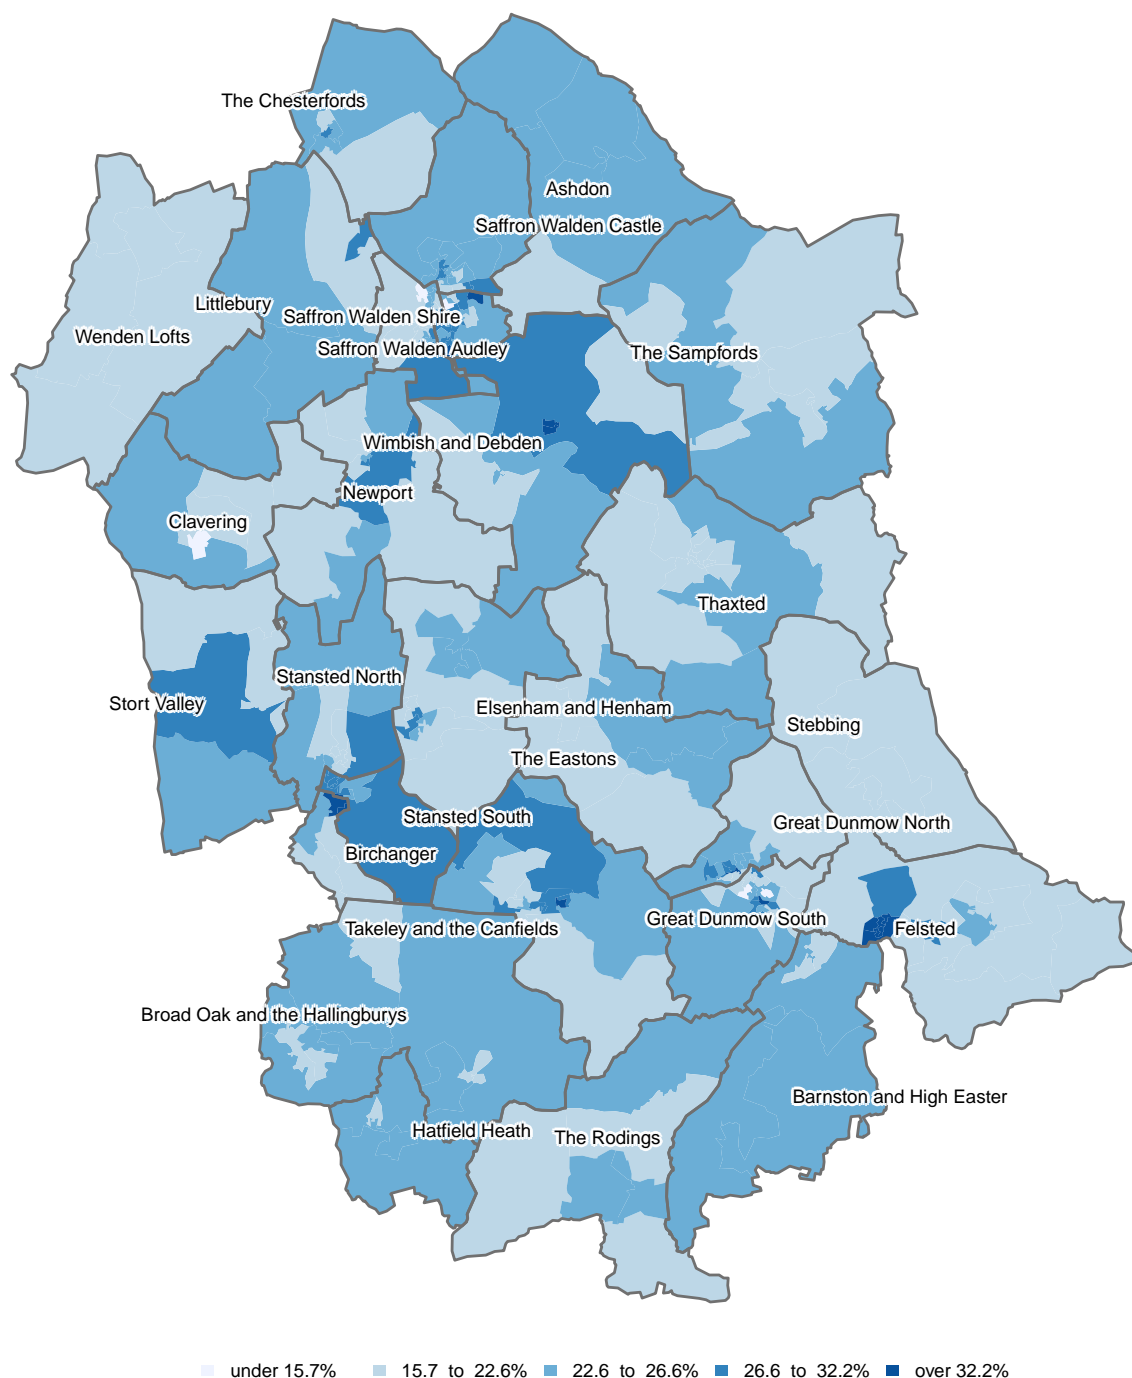 The Chesterfords
Ashdon
Saffron Walden Castle
Littlebury
Saffron Walden Shire
Wenden Lofts
Saffron Walden Audley
The Sampfords
Wimbish and Debden
Newport
Clavering
Thaxted
Stansted North
Stort Valley
Elsenham and Henham
Stebbing
The Eastons
Stansted South
Great Dunmow North
Birchanger
Great Dunmow South
Takeley and the Canfields
Felsted
Broad Oak and the Hallingburys
Barnston and High Easter
Hatfield Heath
The Rodings
under 15.7% 15.7 to 22.6% 22.6 to 26.6% 26.6 to 32.2% over 32.2%